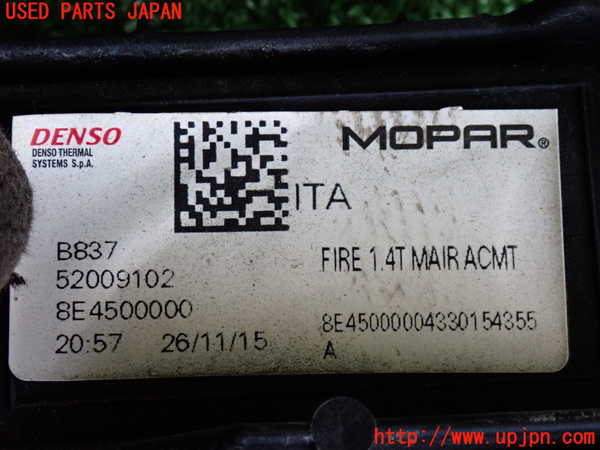 USED PARTS JAPAN
DENSO
DENSO THERMAL
SYSTEMS S.p.A.
MOPAR®
ITA
B837
52009102
8E4500000
20:57 26/11/15
FIRE 1.4T MAIR ACMT
8E45000004330154355
A
http://www.upjpn.com/